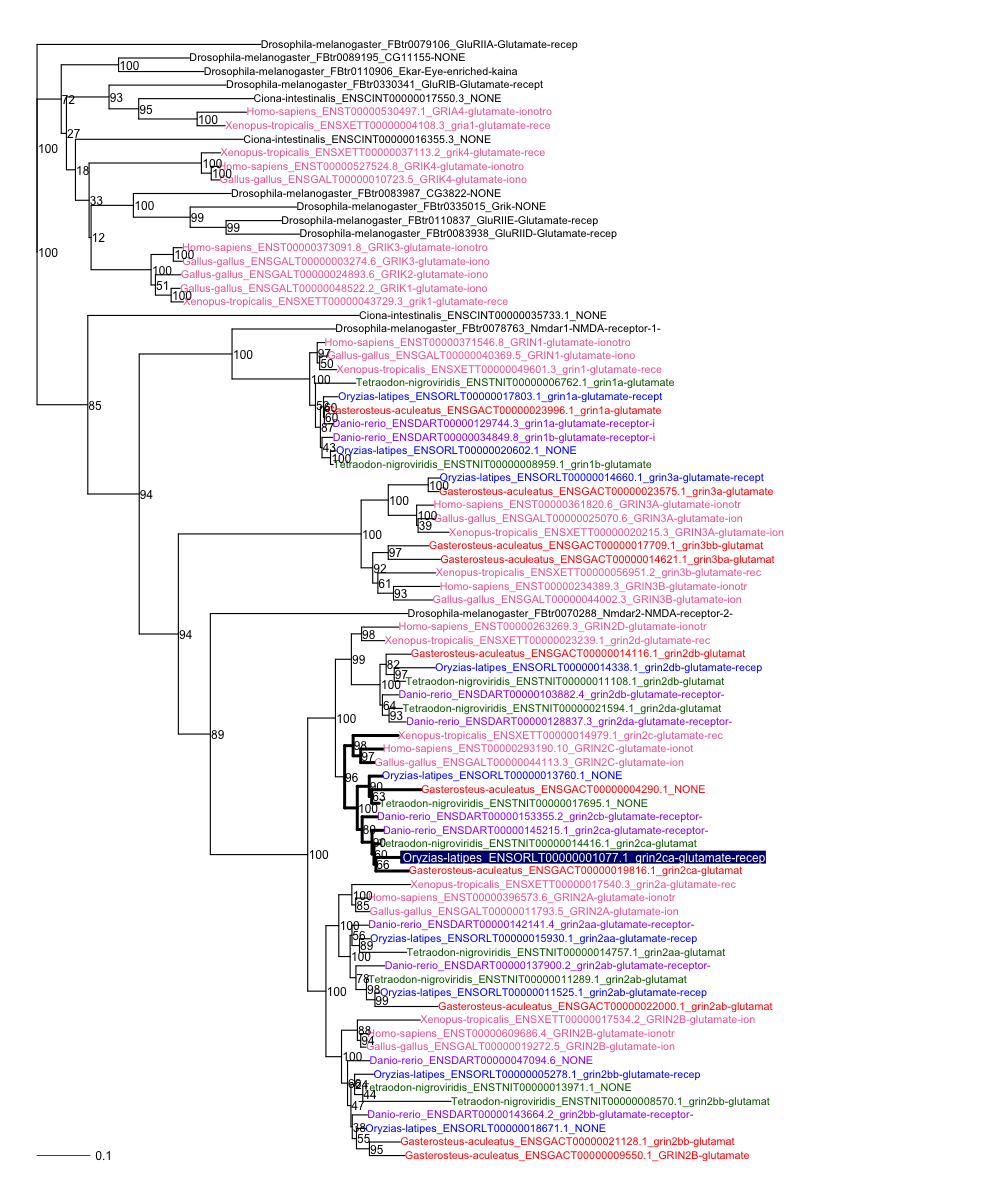 Drosophila-melanogaster_FBtr0079106_GluRIIA-Glutamate-recep
Drosophila-melanogaster_FBtr0089195_CG11155-NONE
100
Drosophila-melanogaster_FBtr0110906_Ekar-Eye-enriched-kaina
Drosophila-melanogaster_FBtr0330341_GluRIB-Glutamate-recept
72
93
Ciona-intestinalis_ENSCINT00000017550.3_NONE
95
Homo-sapiens_ENST00000530497.1_GRIA4-glutamate-ionotro
100
Xenopus-tropicalis_ENSXETT00000004108.3_gria1-glutamate-rece
27
Ciona-intestinalis_ENSCINT00000016355.3_NONE
100
Xenopus-tropicalis_ENSXETT00000037113.2_grik4-glutamate-rece
100
Homo-sapiens_ENST00000527524.8_GRIK4-glutamate-ionotro
18
100
Gallus-gallus_ENSGALT00000010723.5_GRIK4-glutamate-iono
Drosophila-melanogaster_FBtr0083987_CG3822-NONE
33
100
Drosophila-melanogaster_FBtr0335015_Grik-NONE
99
Drosophila-melanogaster_FBtr0110837_GluRIIE-Glutamate-recep
99
Drosophila-melanogaster_FBtr0083938_GluRIID-Glutamate-recep
12
Homo-sapiens_ENST00000373091.8_GRIK3-glutamate-ionotro
100
100
Gallus-gallus_ENSGALT00000003274.6_GRIK3-glutamate-iono
100
Gallus-gallus_ENSGALT00000024893.6_GRIK2-glutamate-iono
51
Gallus-gallus_ENSGALT00000048522.2_GRIK1-glutamate-iono
100
Xenopus-tropicalis_ENSXETT00000043729.3_grik1-glutamate-rece
Ciona-intestinalis_ENSCINT00000035733.1_NONE
Drosophila-melanogaster_FBtr0078763_Nmdar1-NMDA-receptor-1-
Homo-sapiens_ENST00000371546.8_GRIN1-glutamate-ionotro
100
97
Gallus-gallus_ENSGALT00000040369.5_GRIN1-glutamate-iono
50
Xenopus-tropicalis_ENSXETT00000049601.3_grin1-glutamate-rece
100
Tetraodon-nigroviridis_ENSTNIT00000006762.1_grin1a-glutamate
Oryzias-latipes_ENSORLT00000017803.1_grin1a-glutamate-recept
85
Gasterosteus-aculeatus_ENSGACT00000023996.1_grin1a-glutamate
60
87
Danio-rerio_ENSDART00000129744.3_grin1a-glutamate-receptor-i
Danio-rerio_ENSDART00000034849.8_grin1b-glutamate-receptor-i
43
Oryzias-latipes_ENSORLT00000020602.1_NONE
100
Tetraodon-nigroviridis_ENSTNIT00000008959.1_grin1b-glutamate
Oryzias-latipes_ENSORLT00000014660.1_grin3a-glutamate-recept
100
94
Gasterosteus-aculeatus_ENSGACT00000023575.1_grin3a-glutamate
100
Homo-sapiens_ENST00000361820.6_GRIN3A-glutamate-ionotr
100
Gallus-gallus_ENSGALT00000025070.6_GRIN3A-glutamate-ion
39
Xenopus-tropicalis_ENSXETT00000020215.3_GRIN3A-glutamate-ion
100
Gasterosteus-aculeatus_ENSGACT00000017709.1_grin3bb-glutamat
97
Gasterosteus-aculeatus_ENSGACT00000014621.1_grin3ba-glutamat
92
Xenopus-tropicalis_ENSXETT00000056951.2_grin3b-glutamate-rec
61
Homo-sapiens_ENST00000234389.3_GRIN3B-glutamate-ionotr
93
Gallus-gallus_ENSGALT00000044002.3_GRIN3B-glutamate-ion
Drosophila-melanogaster_FBtr0070288_Nmdar2-NMDA-receptor-2-
Homo-sapiens_ENST00000263269.3_GRIN2D-glutamate-ionotr
94
98
Xenopus-tropicalis_ENSXETT00000023239.1_grin2d-glutamate-rec
Gasterosteus-aculeatus_ENSGACT00000014116.1_grin2db-glutamat
99
82
Oryzias-latipes_ENSORLT00000014338.1_grin2db-glutamate-recep
97
Tetraodon-nigroviridis_ENSTNIT00000011108.1_grin2db-glutamat
100
Danio-rerio_ENSDART00000103882.4_grin2db-glutamate-receptor-
64
Tetraodon-nigroviridis_ENSTNIT00000021594.1_grin2da-glutamat
93
Danio-rerio_ENSDART00000128837.3_grin2da-glutamate-receptor-
100
89
Xenopus-tropicalis_ENSXETT00000014979.1_grin2c-glutamate-rec
98
Homo-sapiens_ENST00000293190.10_GRIN2C-glutamate-ionot
97
Gallus-gallus_ENSGALT00000044113.3_GRIN2C-glutamate-ion
96
Oryzias-latipes_ENSORLT00000013760.1_NONE
90
Gasterosteus-aculeatus_ENSGACT00000004290.1_NONE
63
Tetraodon-nigroviridis_ENSTNIT00000017695.1_NONE
100
Danio-rerio_ENSDART00000153355.2_grin2cb-glutamate-receptor-
Danio-rerio_ENSDART00000145215.1_grin2ca-glutamate-receptor-
Tetraodon-nigroviridis_ENSTNIT00000014416.1_grin2ca-glutamat
100
60
Oryzias-latipes_ENSORLT00000001077.1_grin2ca-glutamate-recep
66
Gasterosteus-aculeatus_ENSGACT00000019816.1_grin2ca-glutamat
Xenopus-tropicalis_ENSXETT00000017540.3_grin2a-glutamate-rec
100
Homo-sapiens_ENST00000396573.6_GRIN2A-glutamate-ionotr
85
Gallus-gallus_ENSGALT00000011793.5_GRIN2A-glutamate-ion
100
Danio-rerio_ENSDART00000142141.4_grin2aa-glutamate-receptor-
56
Oryzias-latipes_ENSORLT00000015930.1_grin2aa-glutamate-recep
89
Tetraodon-nigroviridis_ENSTNIT00000014757.1_grin2aa-glutamat
100
Danio-rerio_ENSDART00000137900.2_grin2ab-glutamate-receptor-
78
Tetraodon-nigroviridis_ENSTNIT00000011289.1_grin2ab-glutamat
100
98
Oryzias-latipes_ENSORLT00000011525.1_grin2ab-glutamate-recep
99
Gasterosteus-aculeatus_ENSGACT00000022000.1_grin2ab-glutamat
Xenopus-tropicalis_ENSXETT00000017534.2_GRIN2B-glutamate-ion
88
Homo-sapiens_ENST00000609686.4_GRIN2B-glutamate-ionotr
94
Gallus-gallus_ENSGALT00000019272.5_GRIN2B-glutamate-ion
100
Danio-rerio_ENSDART00000047094.6_NONE
Oryzias-latipes_ENSORLT00000005278.1_grin2bb-glutamate-recep
Tetraodon-nigroviridis_ENSTNIT00000013971.1_NONE
44
Tetraodon-nigroviridis_ENSTNIT00000008570.1_grin2bb-glutamat
47
Danio-rerio_ENSDART00000143664.2_grin2bb-glutamate-receptor-
38
Oryzias-latipes_ENSORLT00000018671.1_NONE
55
Gasterosteus-aculeatus_ENSGACT00000021128.1_grin2bb-glutamat
95
Gasterosteus-aculeatus_ENSGACT00000009550.1_GRIN2B-glutamate
0.1